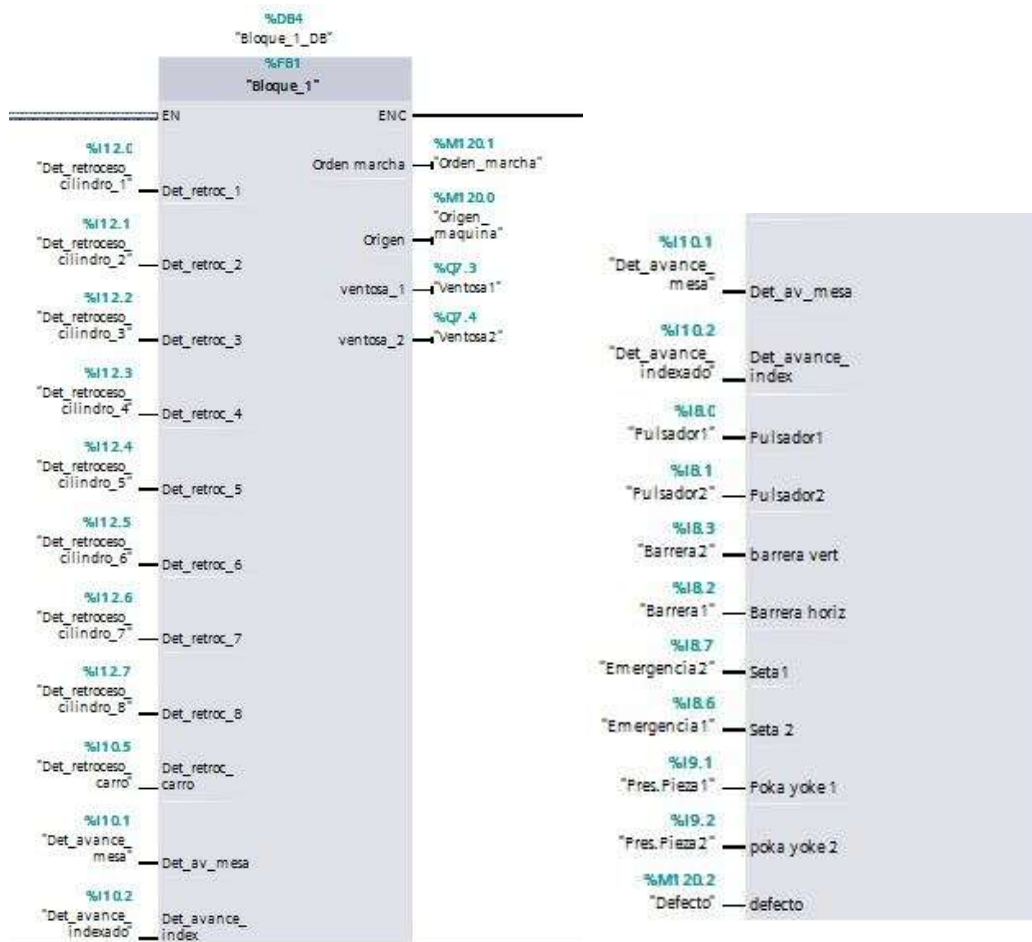 %DB4
"Bloque_1_DB"
%FB1
"Bloque_1"
EN
ENO
%I12.0
"Det_retroceso_
cilindro_1"
Det_retroc_1
%I12.1
"Det_retroceso_
cilindro_2"
Det_retroc_2
%I12.2
"Det_retroceso_
cilindro_3"
Det_retroc_3
%I12.3
"Det_retroceso_
cilindro_4"
Det_retroc_4
%I12.4
"Det_retroceso_
cilindro_5"
Det_retroc_5
%I12.5
"Det_retroceso_
cilindro_6"
Det_retroc_6
%I12.6
"Det_retroceso_
cilindro_7"
Det_retroc_7
%I12.7
"Det_retroceso_
cilindro_8"
Det_retroc_8
%I10.5
"Det_retroceso_
carro"
Det_retroc_
carro
%I10.1
"Det_avance_
mesa"
Det_av_mesa
%I10.2
"Det_avance_
indexado"
Det_avance_
index
Orden marcha
%M120.1
"Orden_marcha"
Origen
%M120.0
"Origen_
maquina"
ventosa_1
%Q7.3
"Ventosa1"
ventosa_2
%Q7.4
"Ventosa2"
%I10.1
"Det_avance_
mesa"
Det_av_mesa
%I10.2
"Det_avance_
indexado"
Det_avance_
index
%I8.0
"Pulsador1"
Pulsador1
%I8.1
"Pulsador2"
Pulsador2
%I8.3
"Barrera2"
barrera vert
%I8.2
"Barrera1"
Barrera horiz
%I8.7
"Emergencia2"
Seta1
%I8.6
"Emergencia1"
Seta 2
%I9.1
"Pres.Pieza1"
Poka yoke 1
%I9.2
"Pres.Pieza2"
poka yoke 2
%M120.2
"Defecto"
defecto